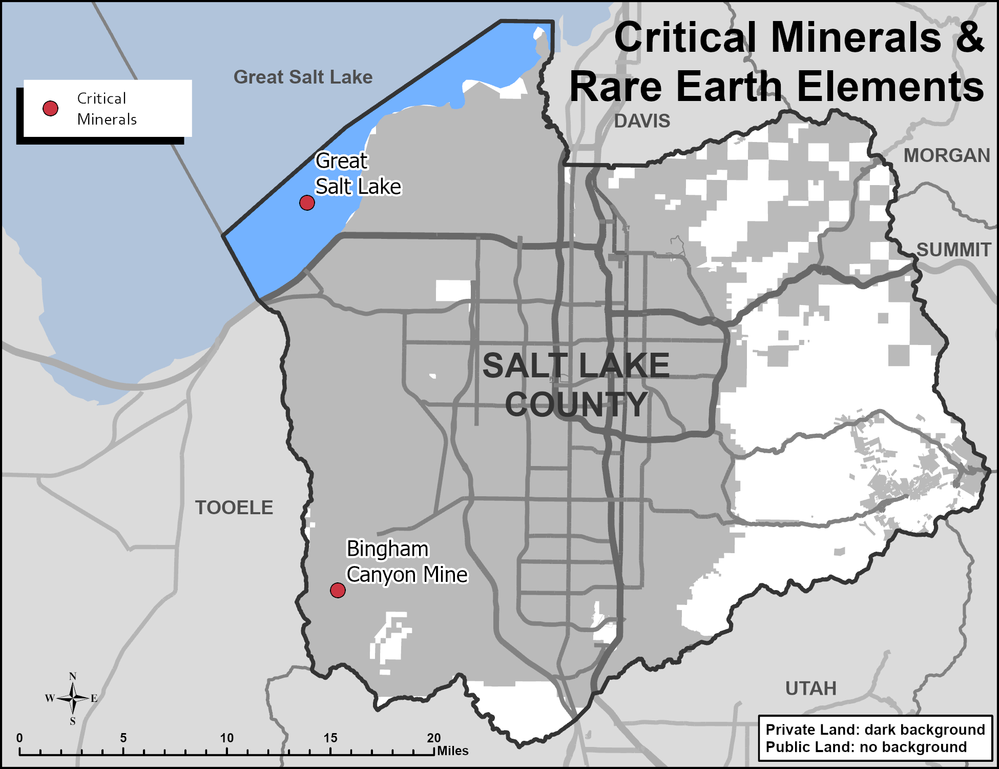 Critical Minerals &
Rare Earth Elements
Great Salt Lake
Critical
Minerals
DAVIS
MORGAN
Great
Salt Lake
SUMMIT
SALT LAKE
COUNTY
TOOELE
Bingham
Canyon Mine
UTAH
N
W E
S
0 5 10 15 20
Miles
Private Land: dark background
Public Land: no background